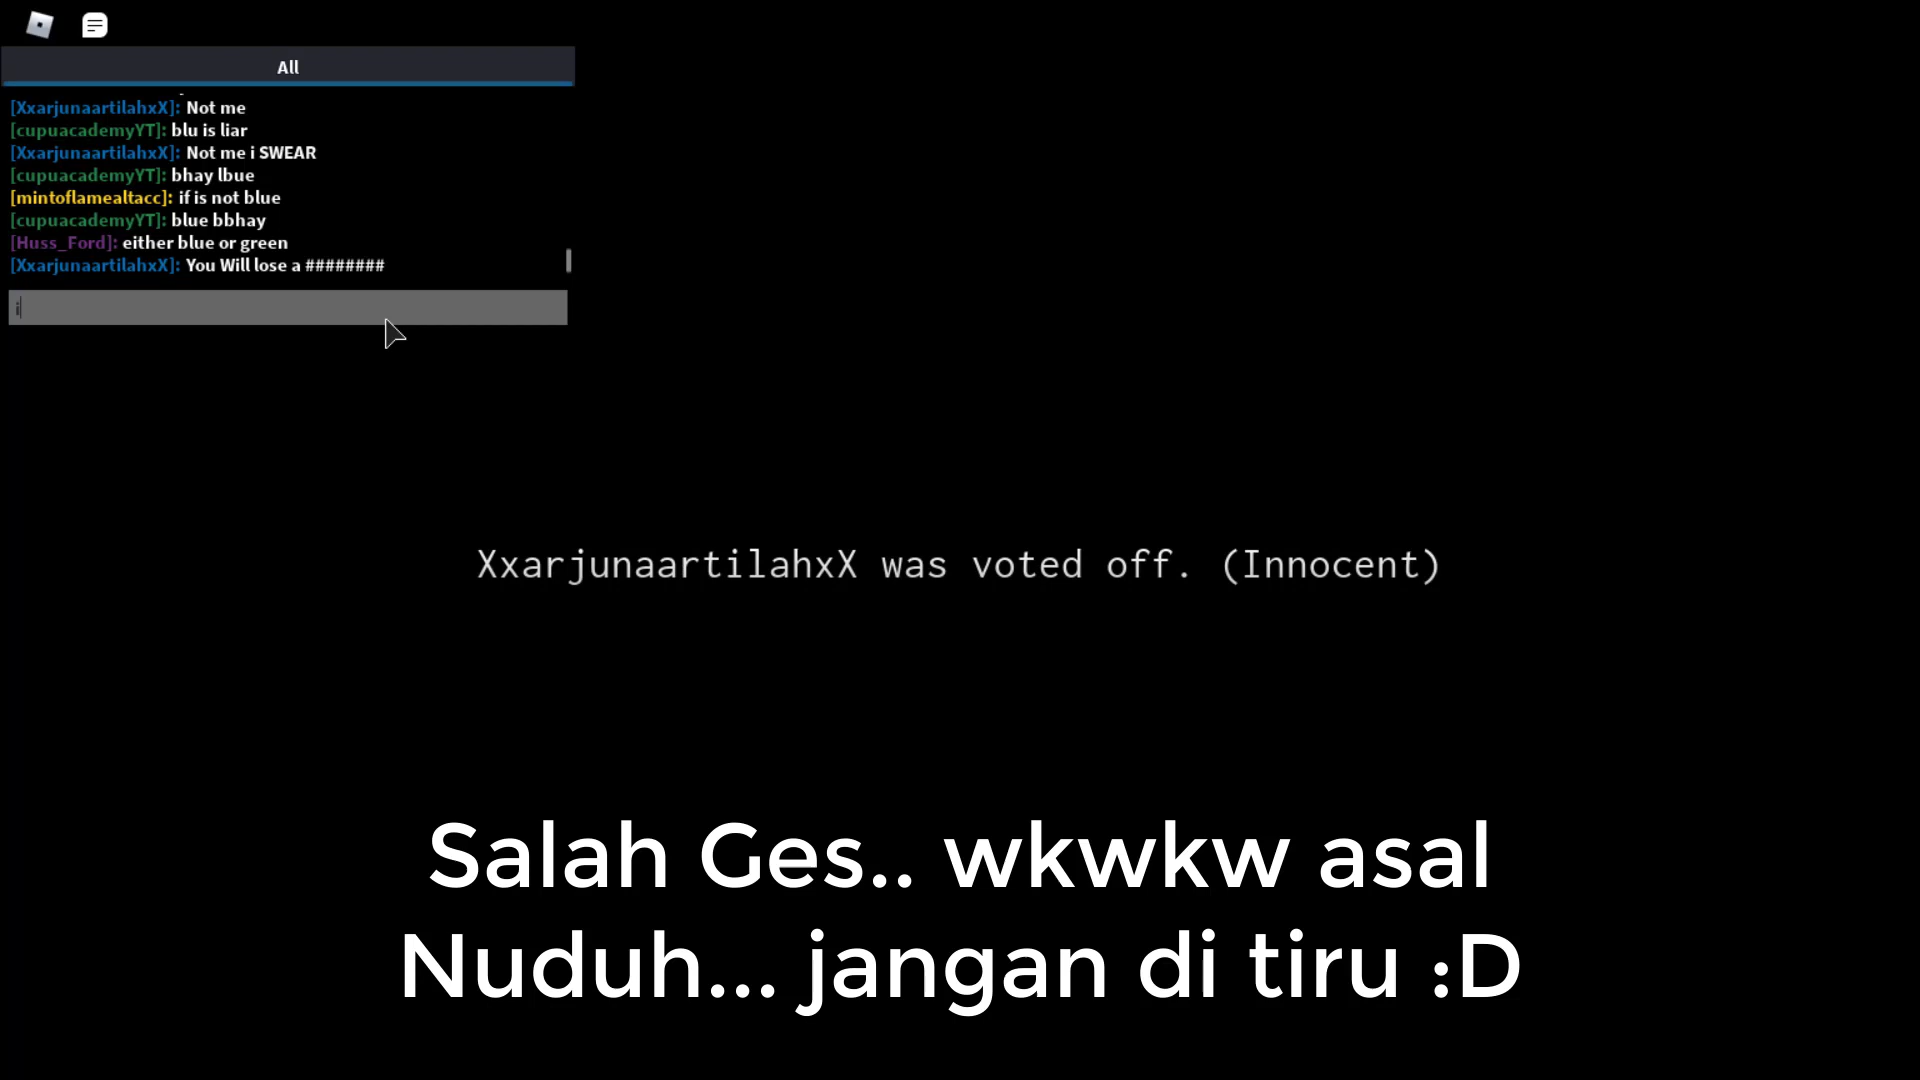 All
[XxarjunaartilahxX]: Not me
[cupuacademyYT]: blu is liar
[XxarjunaartilahxX]: Not me i SWEAR
[cupuacademyYT]: bhay lbue
[mintoflamealtacc]: if is not blue
[cupuacademyYT]: blue bbhay
[Huss_Ford]: either blue or green
[XxarjunaartilahxX]: You Will lose a ########
i
XxarjunaartilahxX was voted off. (Innocent)
Salah Ges.. wkwkw asal
Nuduh... jangan di tiru :D